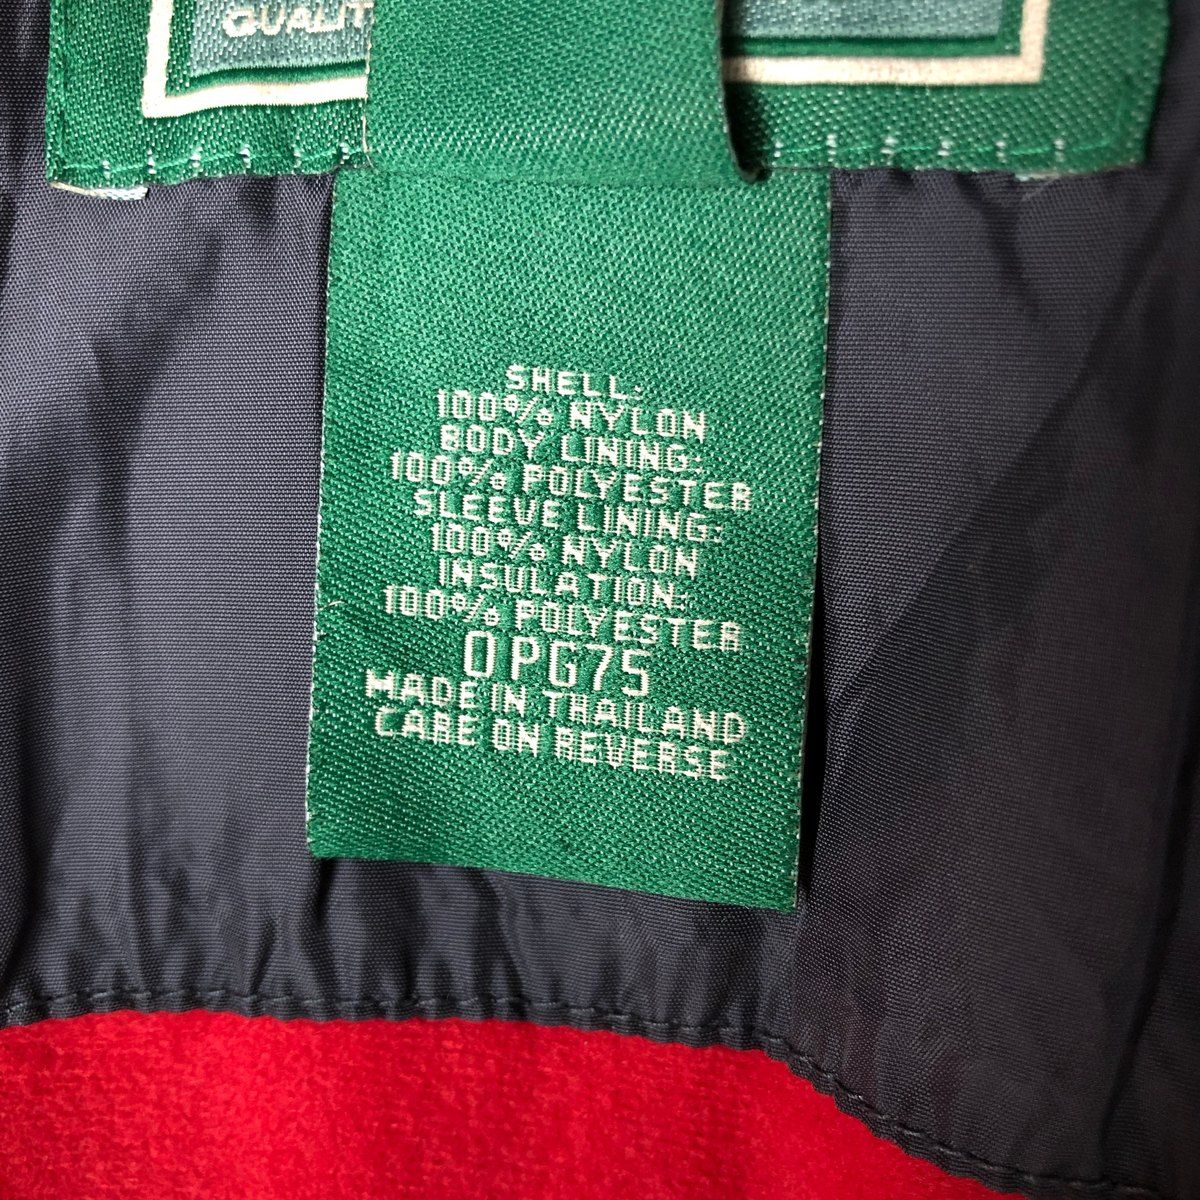 QUALIT
SHELL:
100% NYLON
BODY LINING:
100% POLYESTER
SLEEVE LINING:
100% NYLON
INSULATION:
100% POLYESTER
0PG75
MADE IN THAILAND
CARE ON REVERSE